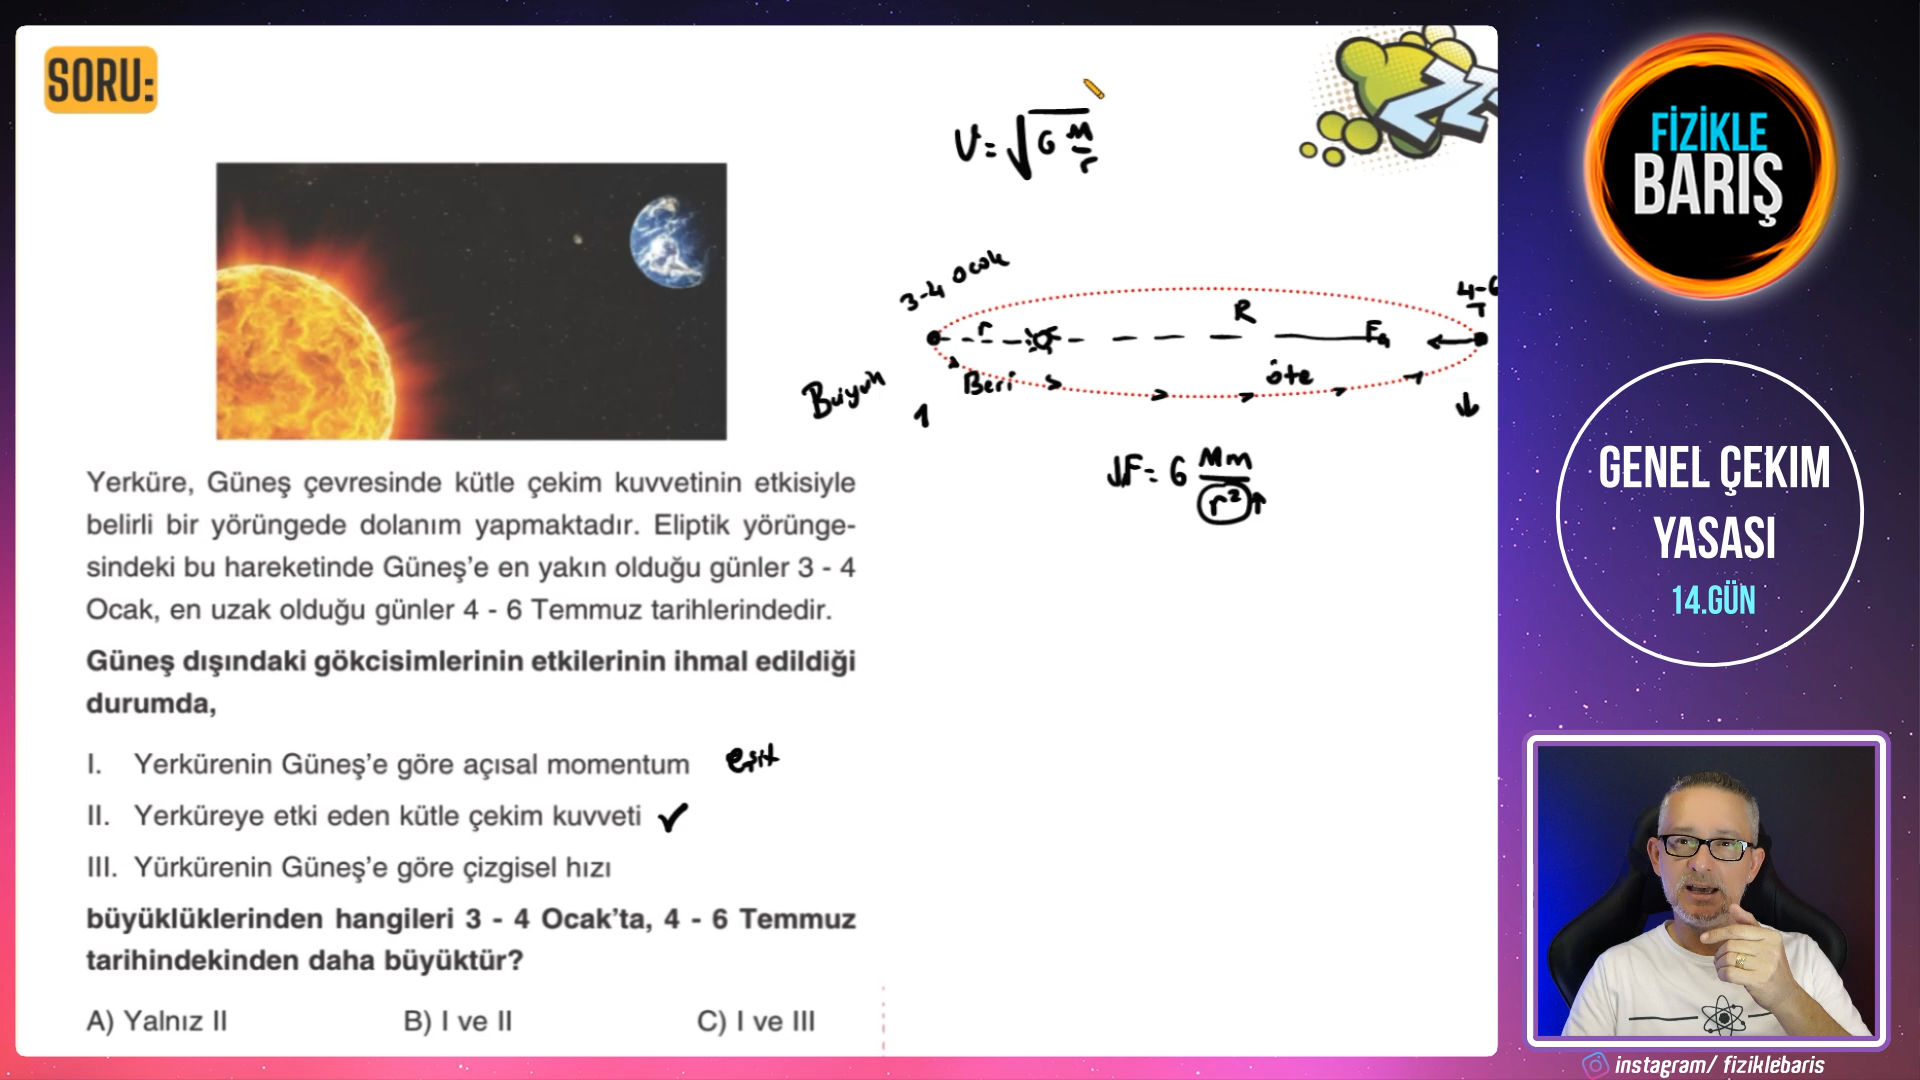 SORU:
V = √G M/r
3-4 Ocak
4-6
T
r
R
Beri
öte
Büyük
F = G Mm/r²
Yerküre, Güneş çevresinde kütle çekim kuvvetinin etkisiyle
belirli bir yörüngede dolanım yapmaktadır. Eliptik yörünge-
sindeki bu hareketinde Güneş’e en yakın olduğu günler 3 - 4
Ocak, en uzak olduğu günler 4 - 6 Temmuz tarihlerindedir.
Güneş dışındaki gökcisimlerinin etkilerinin ihmal edildiği
durumda,
I. Yerkürenin Güneş’e göre açısal momentum eşit
II. Yerküreye etki eden kütle çekim kuvveti ✓
III. Yürkürenin Güneş’e göre çizgisel hızı
büyüklüklerinden hangileri 3 - 4 Ocak’ta, 4 - 6 Temmuz
tarihindekinden daha büyüktür?
A) Yalnız II B) I ve II C) I ve III
FİZİKLE
BARIŞ
GENEL ÇEKIM
YASASI
14.GÜN
instagram/ fiziklebaris